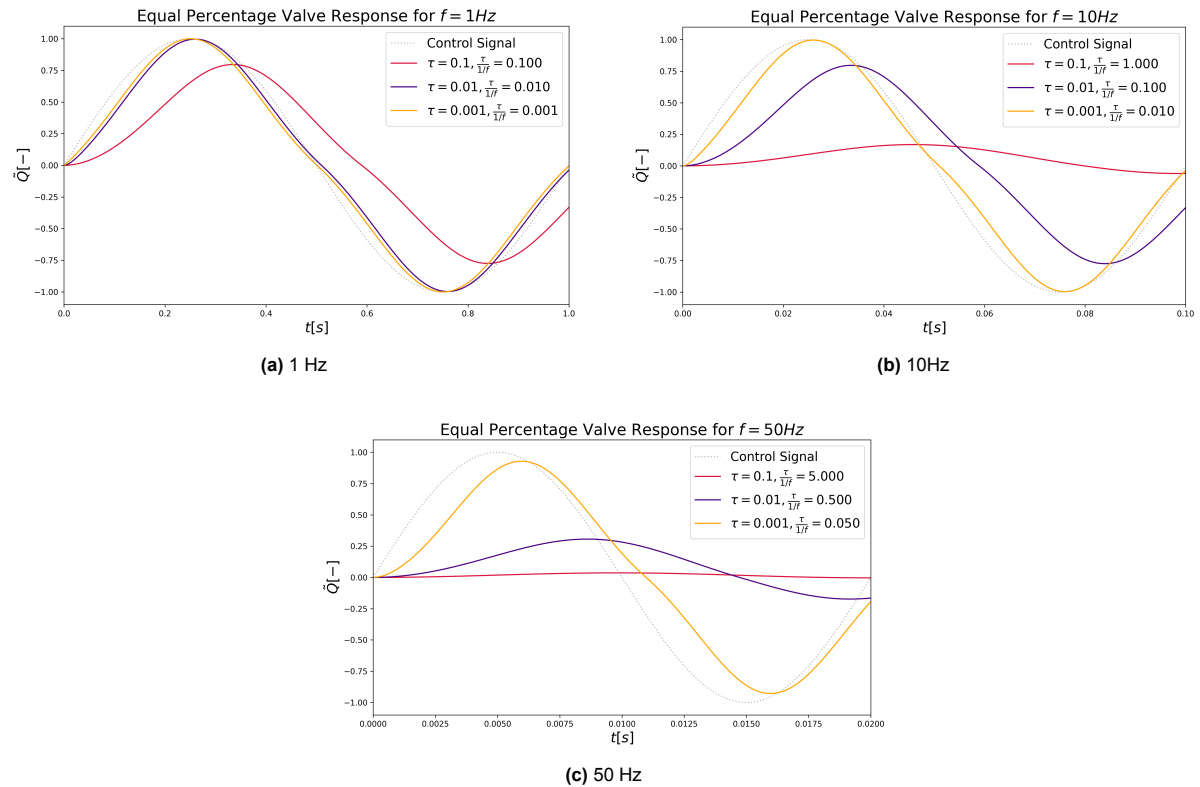 Equal Percentage Valve Response for f = 1Hz
Control Signal
τ = 0.1, τ/(1/f) = 0.100
τ = 0.01, τ/(1/f) = 0.010
τ = 0.001, τ/(1/f) = 0.001
1.00
0.75
0.50
0.25
0.00
−0.25
−0.50
−0.75
−1.00
Q̃[−]
0.0 0.2 0.4 0.6 0.8 1.0
t[s]
(a) 1 Hz
Equal Percentage Valve Response for f = 10Hz
Control Signal
τ = 0.1, τ/(1/f) = 1.000
τ = 0.01, τ/(1/f) = 0.100
τ = 0.001, τ/(1/f) = 0.010
1.00
0.75
0.50
0.25
0.00
−0.25
−0.50
−0.75
−1.00
Q̃[−]
0.00 0.02 0.04 0.06 0.08 0.10
t[s]
(b) 10Hz
Equal Percentage Valve Response for f = 50Hz
Control Signal
τ = 0.1, τ/(1/f) = 5.000
τ = 0.01, τ/(1/f) = 0.500
τ = 0.001, τ/(1/f) = 0.050
1.00
0.75
0.50
0.25
0.00
−0.25
−0.50
−0.75
−1.00
Q̃[−]
0.0000 0.0025 0.0050 0.0075 0.0100 0.0125 0.0150 0.0175 0.0200
t[s]
(c) 50 Hz